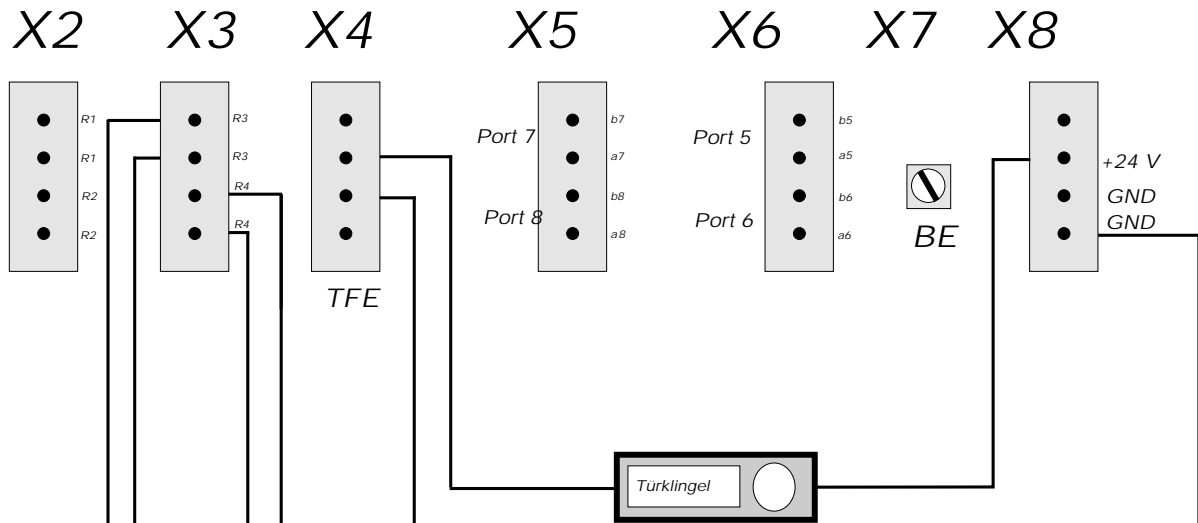 X2 X3 X4 X5 X6 X7 X8
R1 R3 b7 b5
Port 7 Port 5
R1 R3 a7 a5 +24 V
R2 R4 b8 b6 GND
Port 8 Port 6
R2 R4 a8 a6 GND
BE
TFE
Türklingel